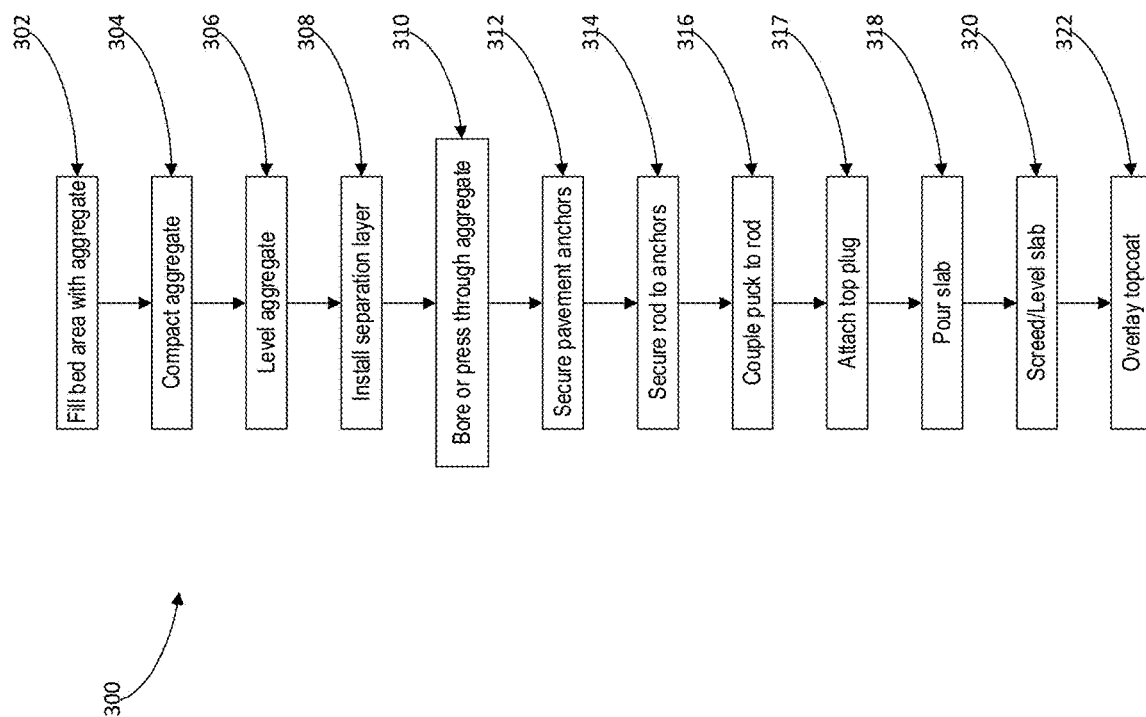 300
302
Fill bed area with aggregate
304
Compact aggregate
306
Level aggregate
308
Install separation layer
310
Bore or press through aggregate
312
Secure pavement anchors
314
Secure rod to anchors
316
Couple puck to rod
317
Attach top plug
318
Pour slab
320
Screed/Level slab
322
Overlay topcoat